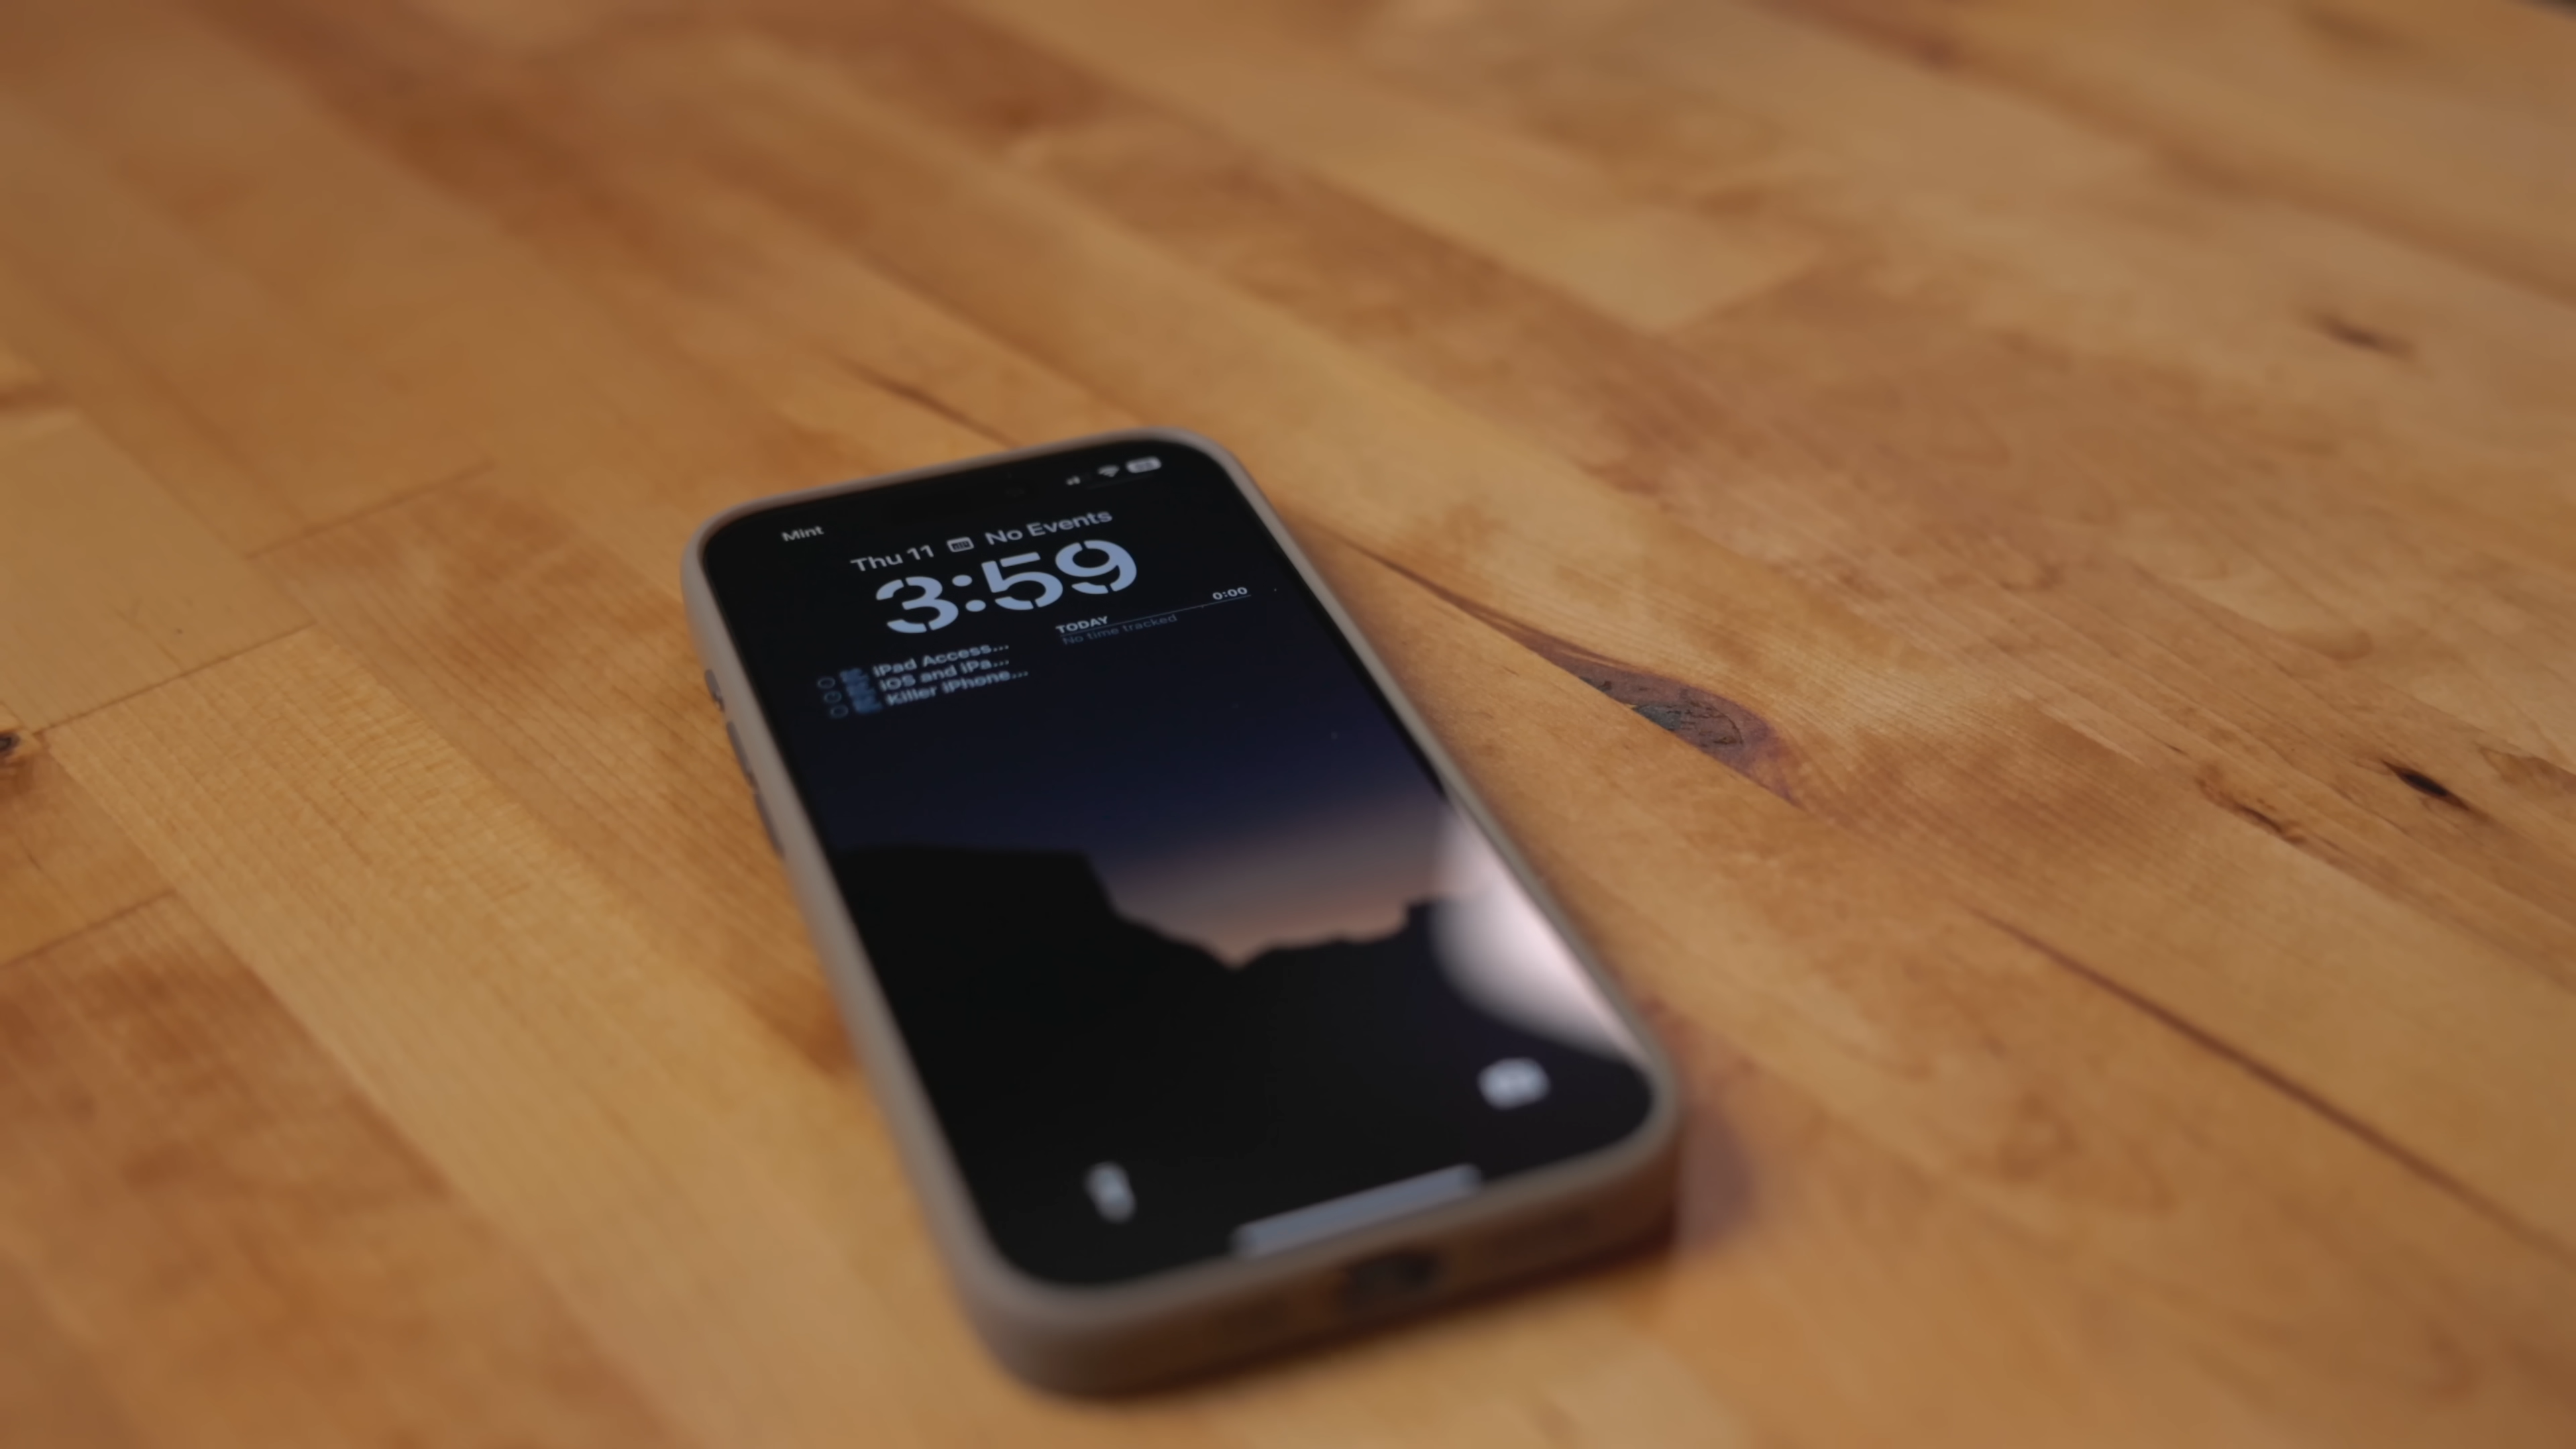 Mint
Thu 11 No Events
3:59
iPad Access...
iOS and iPa...
Killer iPhone...
0:00
TODAY
No time tracked